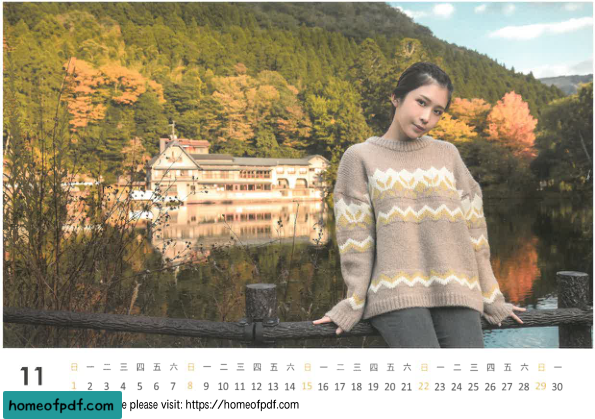 11
日 一 二 三 四 五 六 日 一 二 三 四 五 六 日 一 二 三 四 五 六 日 一 二 三 四 五 六 日 一
1 2 3 4 5 6 7 8 9 10 11 12 13 14 15 16 17 18 19 20 21 22 23 24 25 26 27 28 29 30
homeofpdf.com
please visit: https://homeofpdf.com